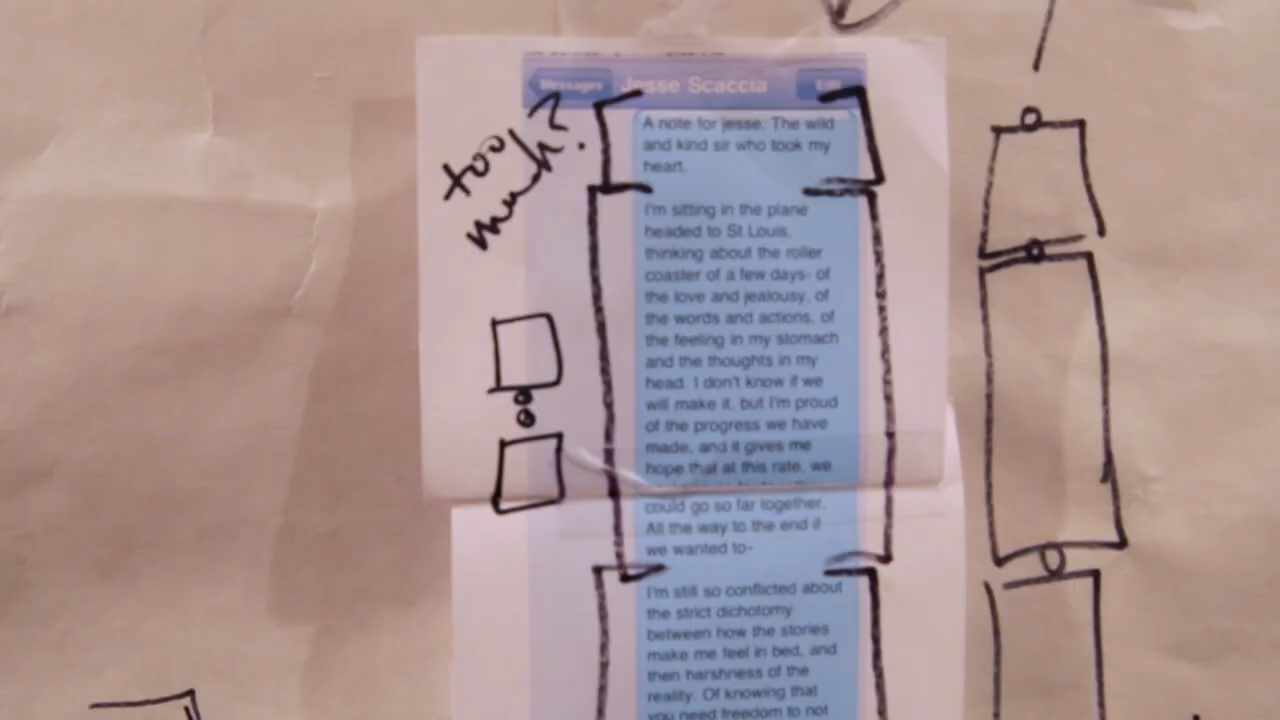 Messages
Jesse Scaccia
Edit
too
much?
A note for jesse. The wild
and kind sir who took my
heart.
I'm sitting in the plane
headed to St Louis,
thinking about the roller
coaster of a few days- of
the love and jealousy, of
the words and actions, of
the feeling in my stomach
and the thoughts in my
head. I don't know if we
will make it, but I'm proud
of the progress we have
made, and it gives me
hope that at this rate, we
could go so far together.
All the way to the end if
we wanted to-
I'm still so conflicted about
the strict dichotomy
between how the stories
make me feel in bed, and
then harshness of the
reality. Of knowing that
you need freedom to not